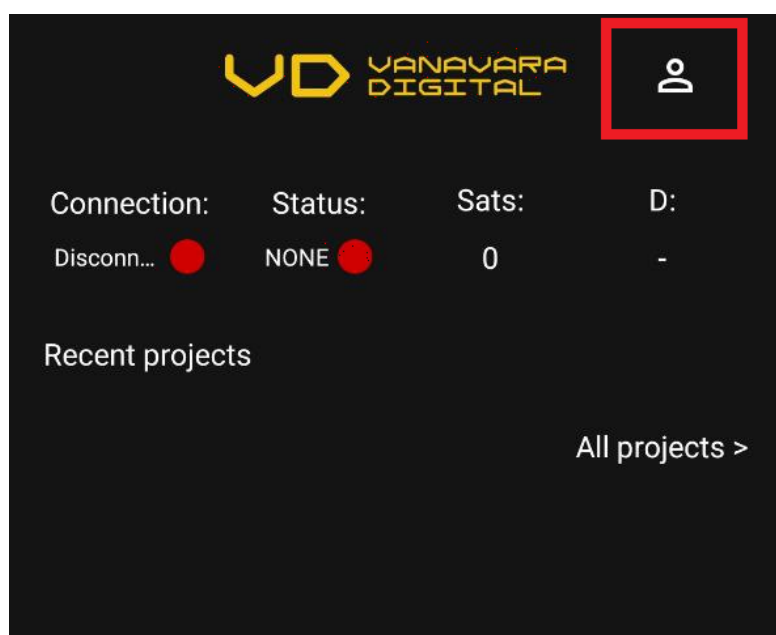 VD VANAVARA
DIGITAL
Connection: Status: Sats: D:
Disconn... NONE 0 -
Recent projects
All projects >